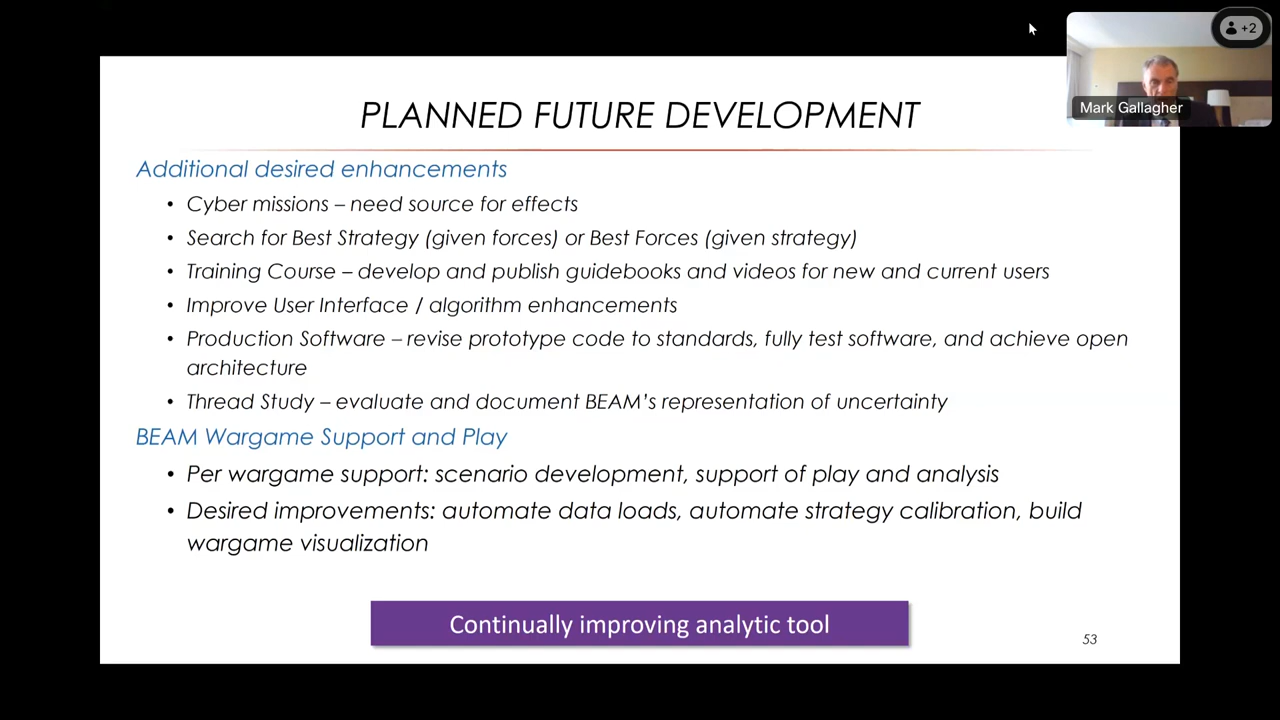 +2
Mark Gallagher
PLANNED FUTURE DEVELOPMENT
Additional desired enhancements
• Cyber missions – need source for effects
• Search for Best Strategy (given forces) or Best Forces (given strategy)
• Training Course – develop and publish guidebooks and videos for new and current users
• Improve User Interface / algorithm enhancements
• Production Software – revise prototype code to standards, fully test software, and achieve open
architecture
• Thread Study – evaluate and document BEAM's representation of uncertainty
BEAM Wargame Support and Play
• Per wargame support: scenario development, support of play and analysis
• Desired improvements: automate data loads, automate strategy calibration, build
wargame visualization
Continually improving analytic tool
53